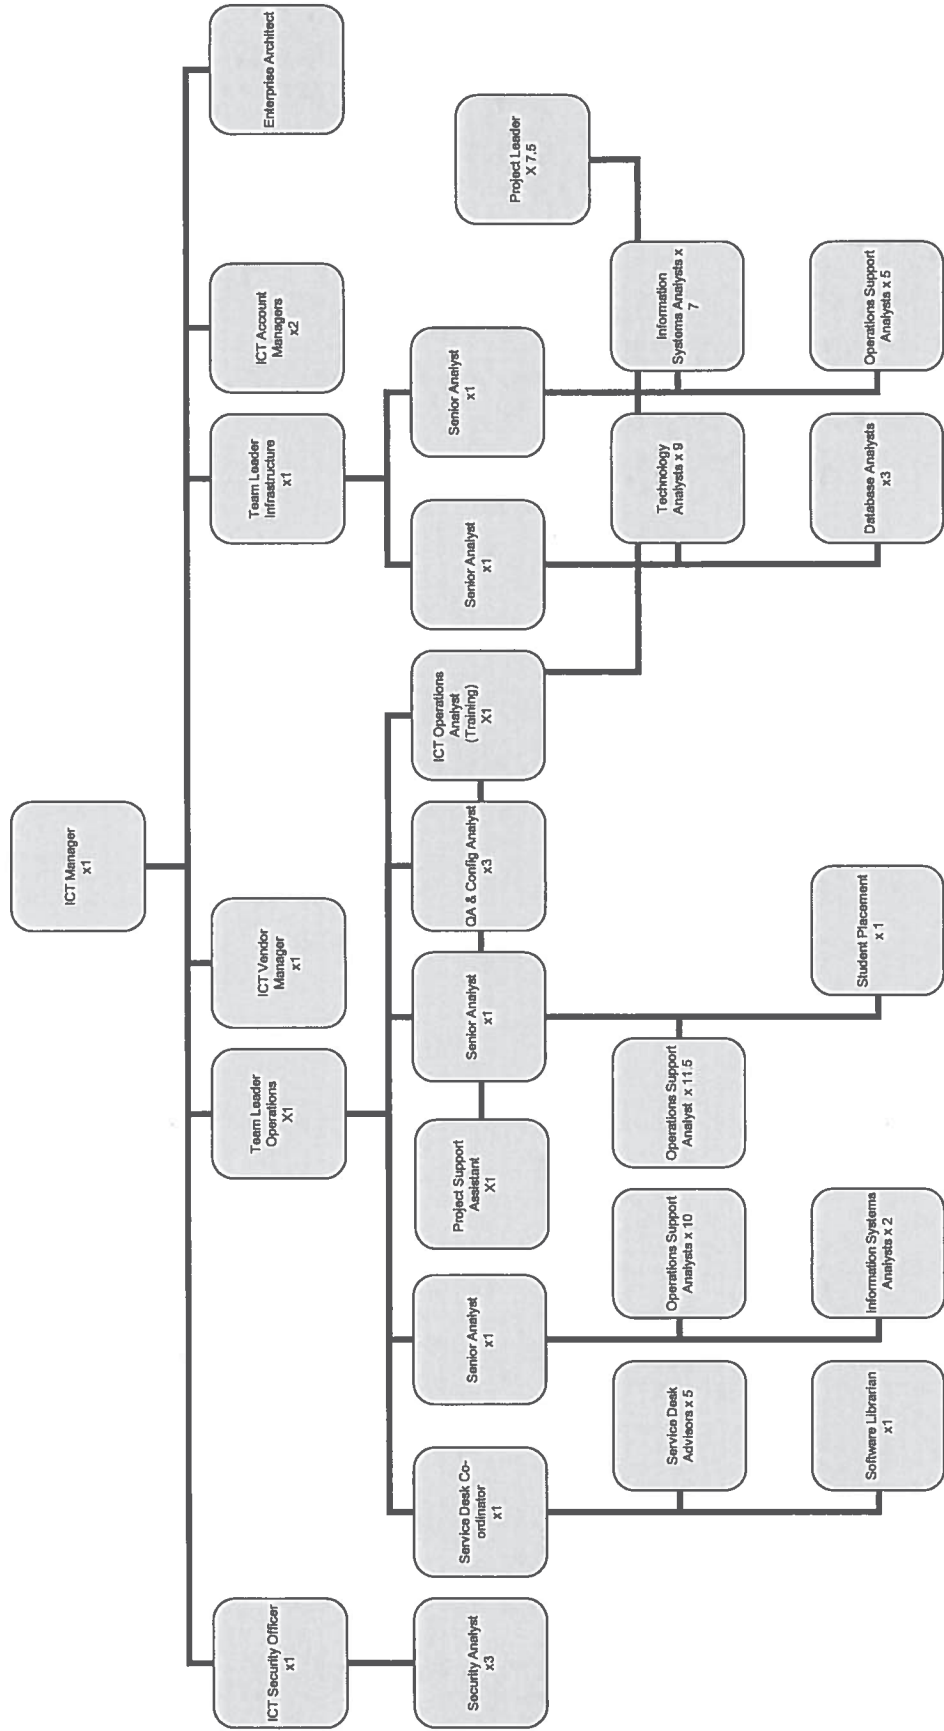 ICT Manager
x1
ICT Security Officer
x1
Team Leader
Operations
X1
ICT Vendor
Manager
x1
Team Leader
Infrastructure
x1
ICT Account
Managers
x2
Enterprise Architect
Security Analyst
x3
Service Desk Co-
ordinator
x1
Senior Analyst
x1
Project Support
Assistant
X1
Senior Analyst
x1
QA & Config Analyst
x3
ICT Operations
Analyst
(Training)
X1
Senior Analyst
x1
Senior Analyst
x1
Project Leader
X 7.5
Service Desk
Advisors x 5
Operations Support
Analysts x 10
Operations Support
Analyst x 11.5
Technology
Analysts x 9
Information
Systems Analysts x
7
Software Librarian
x1
Information Systems
Analysts x 2
Student Placement
x 1
Database Analysts
x3
Operations Support
Analysts x 5